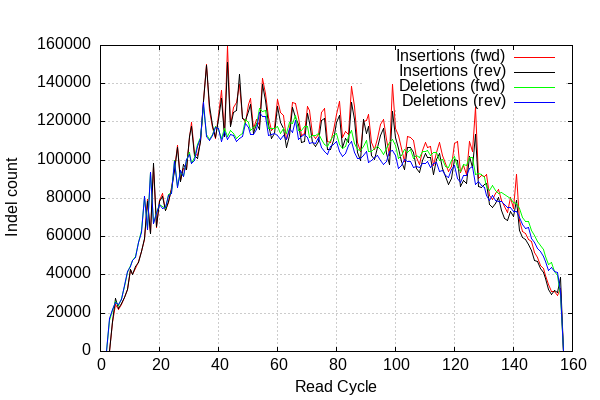 160000
Insertions (fwd)
Insertions (rev)
Deletions (fwd)
Deletions (rev)
140000
120000
100000
80000
60000
40000
20000
0
Indel count
0 20 40 60 80 100 120 140 160
Read Cycle